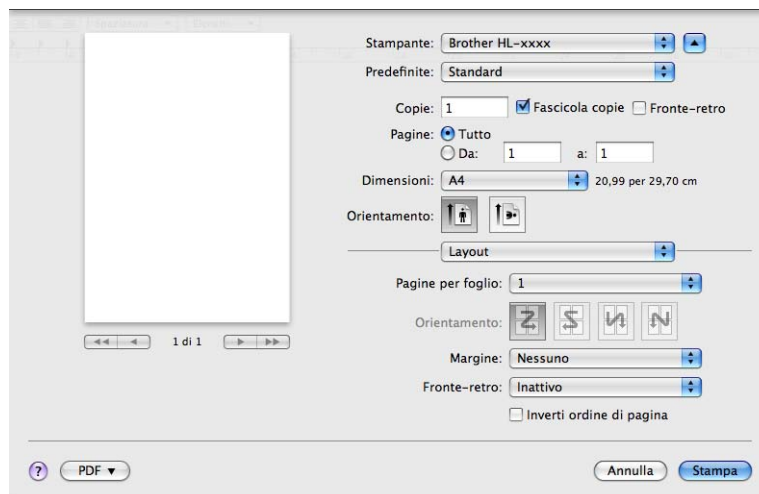 Stampante: Brother HL-xxxx
Predefinite: Standard
Copie: 1 Fascicola copie Fronte-retro
Pagine: Tutto
Da: 1 a: 1
Dimensioni: A4 20,99 per 29,70 cm
Orientamento:
Layout
Pagine per foglio: 1
Orientamento:
1 di 1
Margine: Nessuno
Fronte-retro: Inattivo
Inverti ordine di pagina
? PDF Annulla Stampa